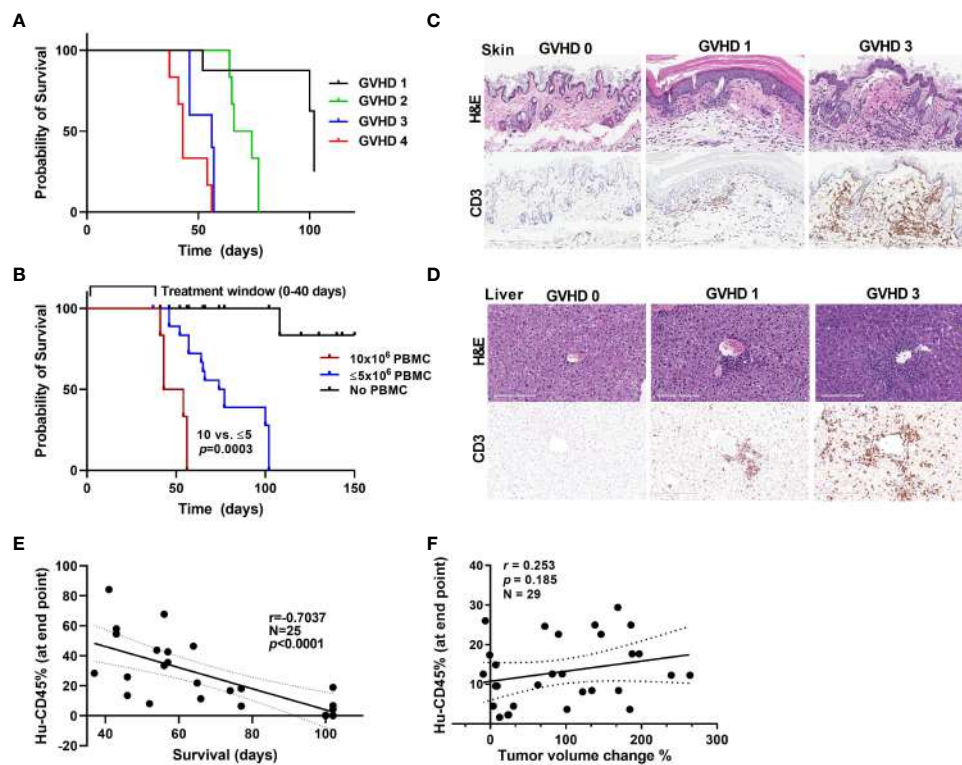 A
Probability of Survival
100
50
0
0
50
100
Time (days)
GVHD 1
GVHD 2
GVHD 3
GVHD 4
B
Treatment window (0-40 days)
Probability of Survival
100
50
0
0
50
100
150
Time (days)
10x10⁶ PBMC
≤5x10⁶ PBMC
No PBMC
10 vs. ≤5
p=0.0003
C
Skin
GVHD 0
GVHD 1
GVHD 3
H&E
CD3
D
Liver
GVHD 0
GVHD 1
GVHD 3
H&E
CD3
E
Hu-CD45% (at end point)
100
80
60
40
20
0
-20
40
60
80
100
Survival (days)
r=-0.7037
N=25
p<0.0001
F
Hu-CD45% (at end point)
40
30
20
10
0
0
100
200
300
Tumor volume change %
r = 0.253
p = 0.185
N = 29